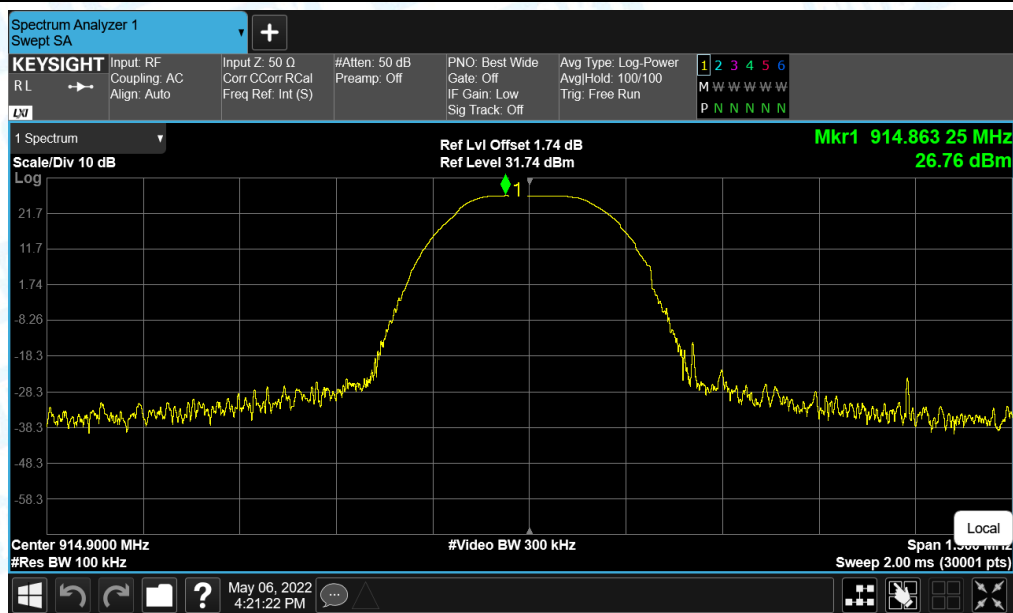 Spectrum Analyzer 1
Swept SA
+
KEYSIGHT
RL
LXI
Input: RF
Coupling: AC
Align: Auto
Input Z: 50 Ω
Corr CCorr RCal
Freq Ref: Int (S)
#Atten: 50 dB
Preamp: Off
PNO: Best Wide
Gate: Off
IF Gain: Low
Sig Track: Off
Avg Type: Log-Power
Avg|Hold: 100/100
Trig: Free Run
1 2 3 4 5 6
M W W W W W W
P N N N N N N
1 Spectrum
Scale/Div 10 dB
Log
Ref Lvl Offset 1.74 dB
Ref Level 31.74 dBm
Mkr1 914.863 25 MHz
26.76 dBm
1
21.7
11.7
1.74
-8.26
-18.3
-28.3
-38.3
-48.3
-58.3
Local
Center 914.9000 MHz
#Video BW 300 kHz
Span
#Res BW 100 kHz
Sweep 2.00 ms (30001 pts)
?
May 06, 2022
4:21:22 PM